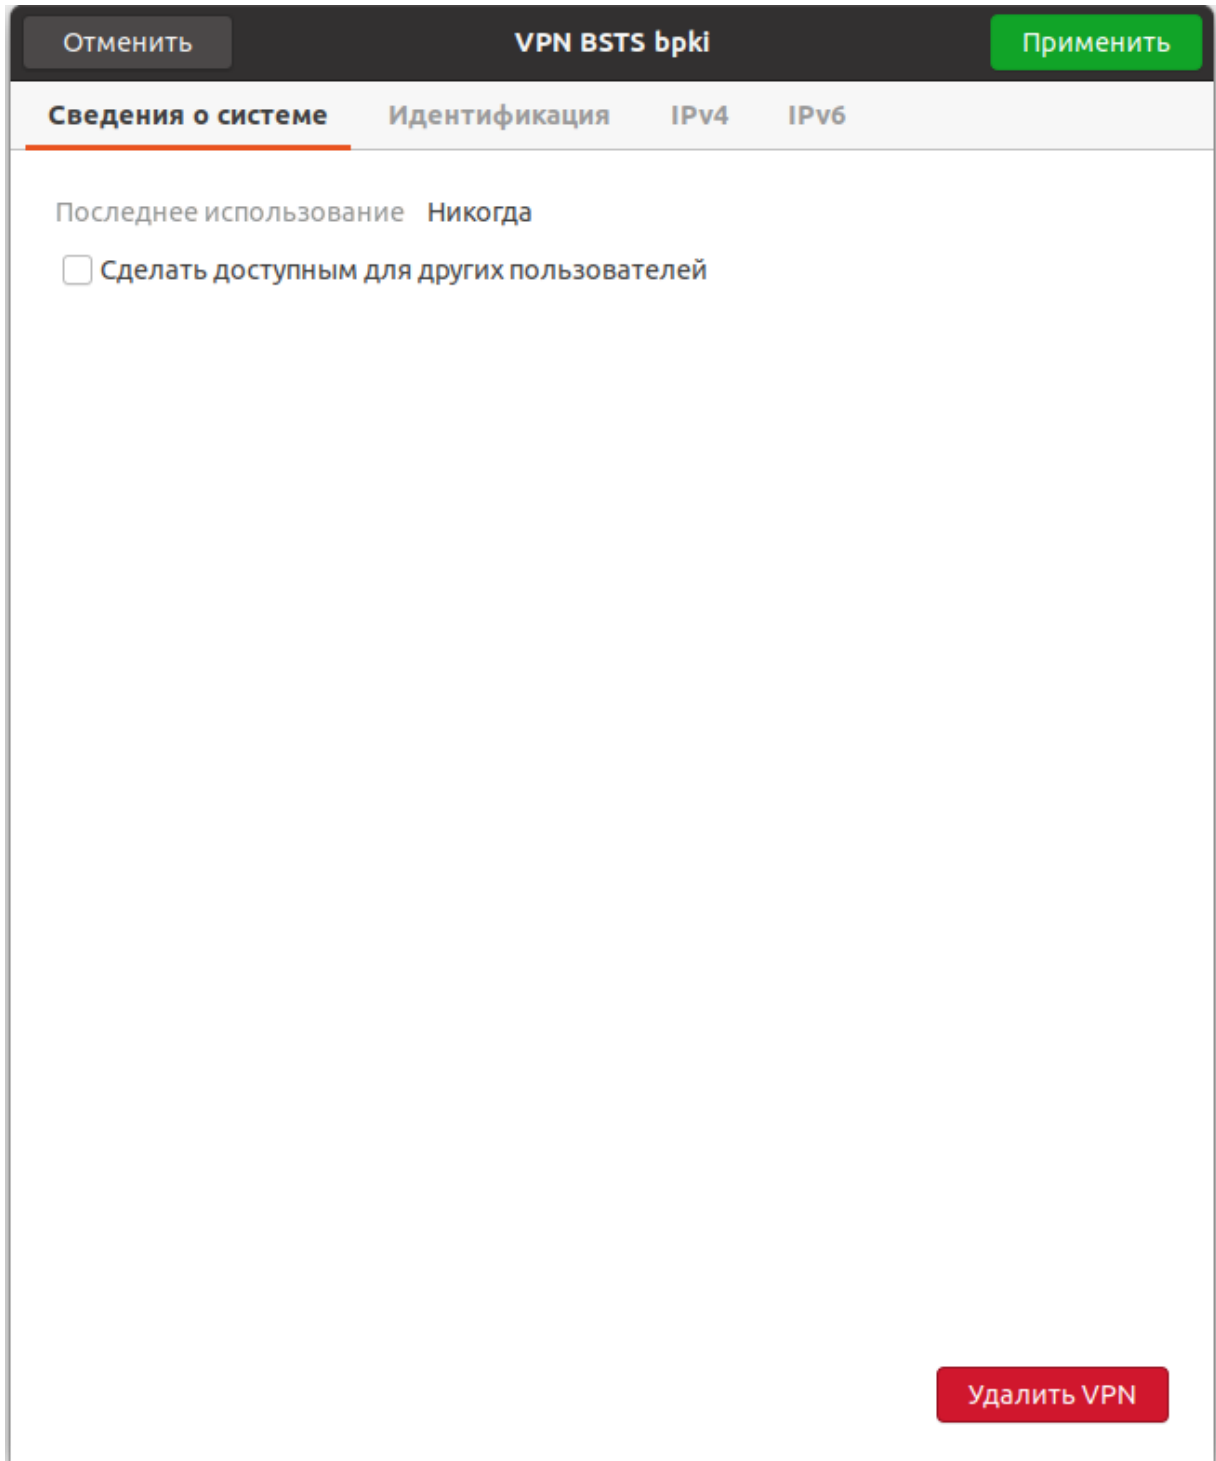 Отменить VPN BSTS bpki Применить
Сведения о системе Идентификация IPv4 IPv6
Последнее использование Никогда
Сделать доступным для других пользователей
Удалить VPN